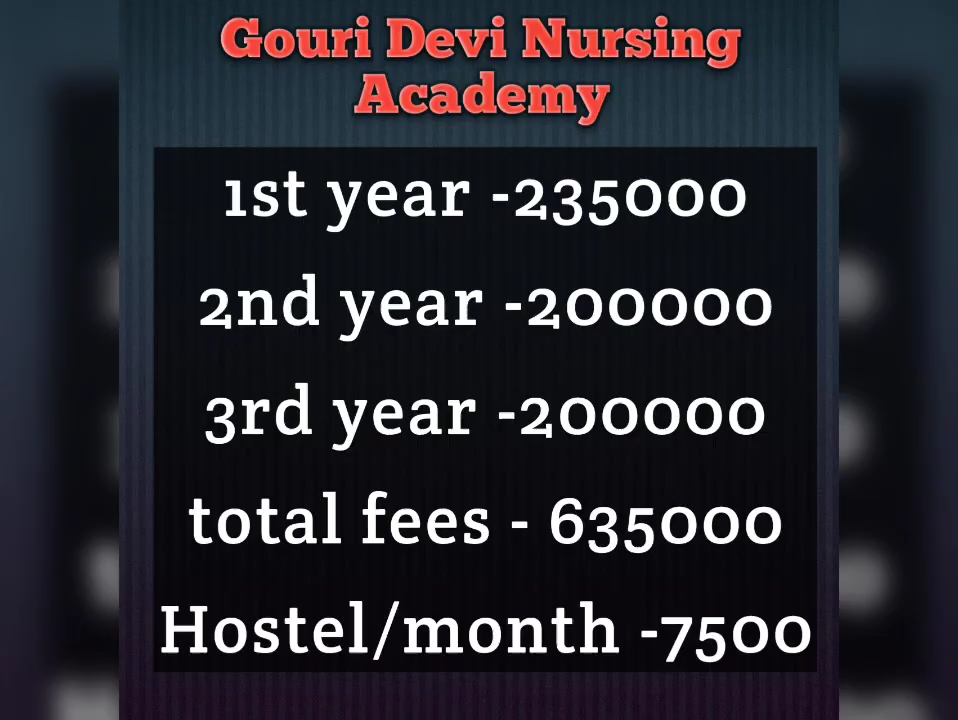 Gouri Devi Nursing
Academy
1st year -235000
2nd year -200000
3rd year -200000
total fees - 635000
Hostel/month -7500